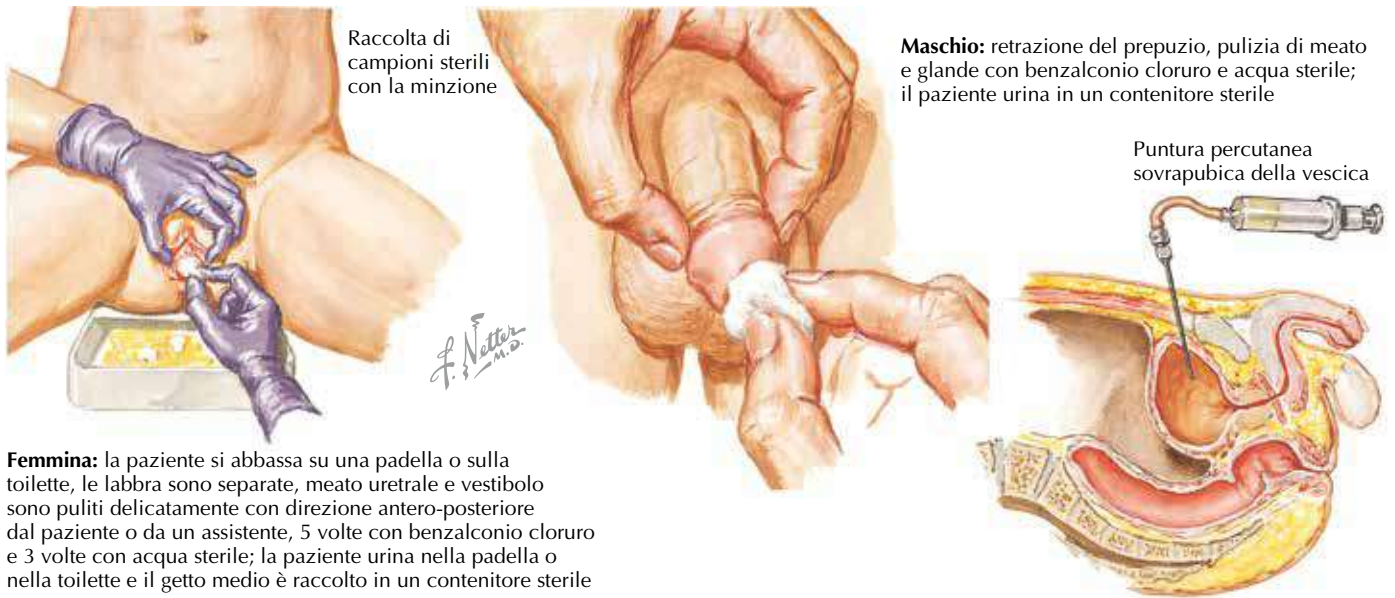 Raccolta di
campioni sterili
con la minzione
Maschio: retrazione del prepuzio, pulizia di meato
e glande con benzalconio cloruro e acqua sterile;
il paziente urina in un contenitore sterile
Puntura percutanea
sovrapubica della vescica
F. Netter
M.D.
Femmina: la paziente si abbassa su una padella o sulla
toilette, le labbra sono separate, meato uretrale e vestibolo
sono puliti delicatamente con direzione antero-posteriore
dal paziente o da un assistente, 5 volte con benzalconio cloruro
e 3 volte con acqua sterile; la paziente urina nella padella o
nella toilette e il getto medio è raccolto in un contenitore sterile